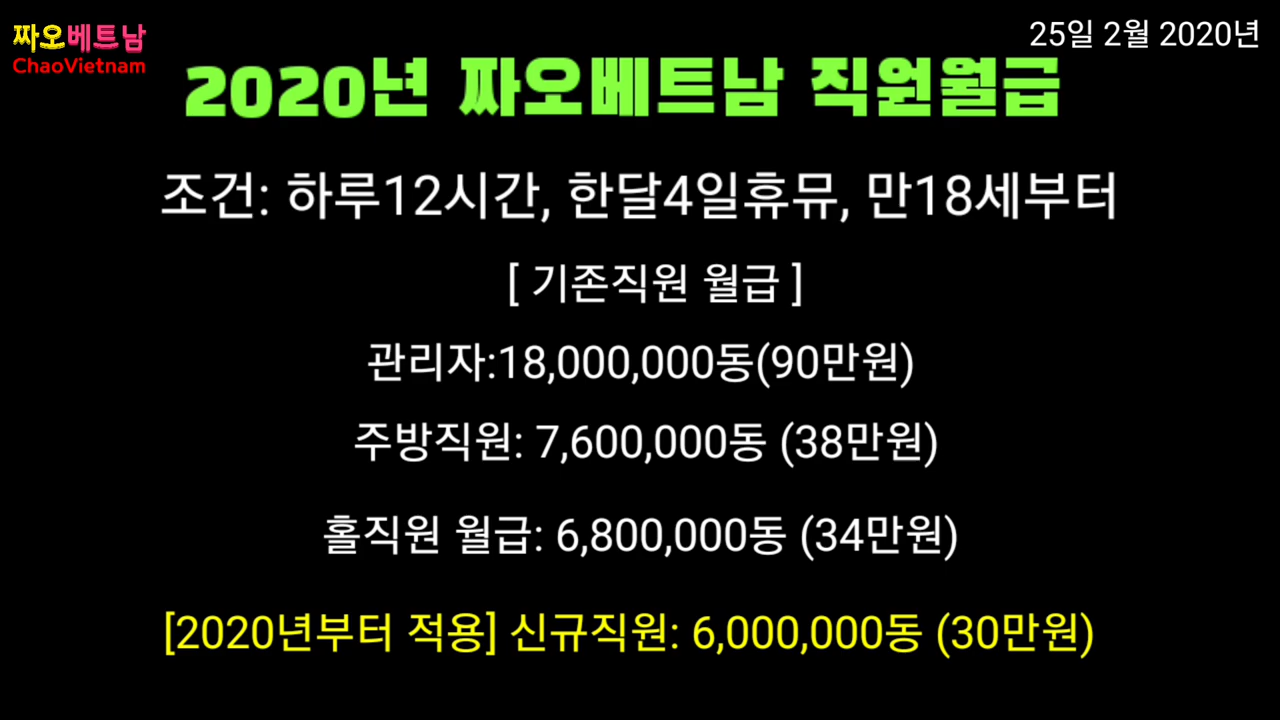 짜오베트남
ChaoVietnam
25일 2월 2020년
2020년 짜오베트남 직원월급
조건: 하루12시간, 한달4일휴뮤, 만18세부터
[ 기존직원 월급 ]
관리자:18,000,000동(90만원)
주방직원: 7,600,000동 (38만원)
홀직원 월급: 6,800,000동 (34만원)
[2020년부터 적용] 신규직원: 6,000,000동 (30만원)